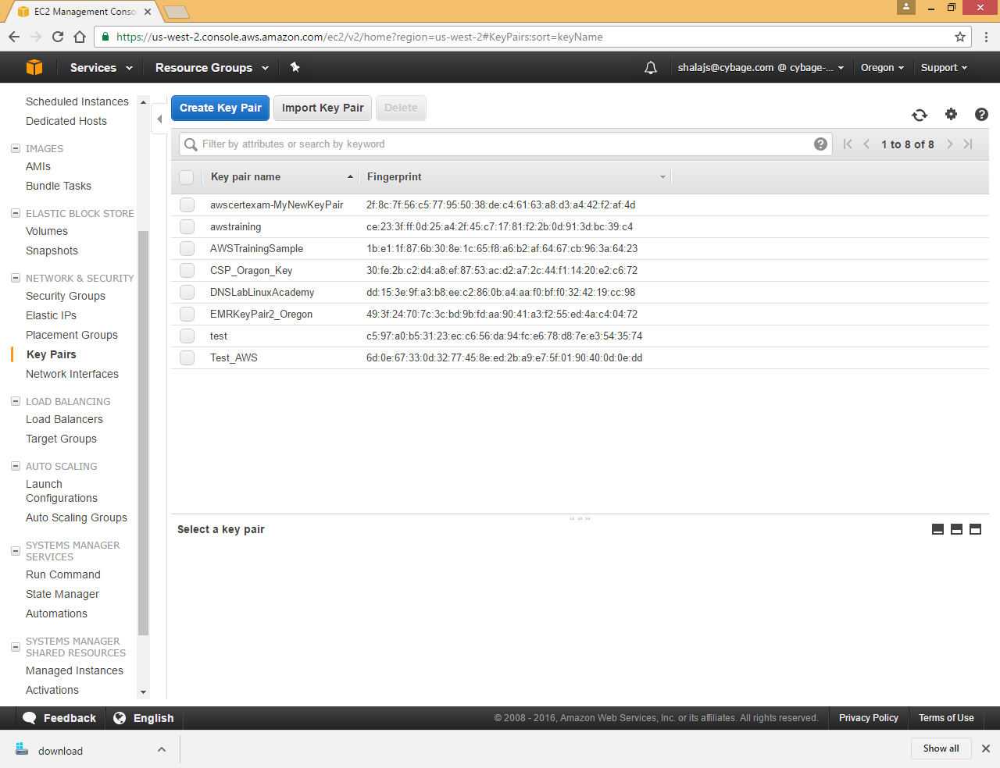 EC2 Management Conso
https://us-west-2.console.aws.amazon.com/ec2/v2/home?region=us-west-2#KeyPairs:sort=keyName
Services
Resource Groups
shalajs@cybage.com @ cybage-...
Oregon
Support
Scheduled Instances
Dedicated Hosts
IMAGES
AMIs
Bundle Tasks
ELASTIC BLOCK STORE
Volumes
Snapshots
NETWORK & SECURITY
Security Groups
Elastic IPs
Placement Groups
Key Pairs
Network Interfaces
LOAD BALANCING
Load Balancers
Target Groups
AUTO SCALING
Launch
Configurations
Auto Scaling Groups
SYSTEMS MANAGER
SERVICES
Run Command
State Manager
Automations
SYSTEMS MANAGER
SHARED RESOURCES
Managed Instances
Activations
Create Key Pair
Import Key Pair
Delete
Filter by attributes or search by keyword
1 to 8 of 8
Key pair name
Fingerprint
awscertexam-MyNewKeyPair 2f:8c:7f:56:c5:77:95:50:38:de:c4:61:63:a8:d3:a4:42:f2:af:4d
awstraining ce:23:3f:ff:0d:25:a4:2f:45:c7:17:81:f2:2b:0d:91:3d:bc:39:c4
AWSTrainingSample 1b:e1:1f:87:6b:30:8e:1c:65:f8:a6:b2:af:64:67:cb:96:3a:64:23
CSP_Oragon_Key 30:fe:2b:c2:d4:a8:ef:87:53:ac:d2:a7:2c:44:f1:14:20:e2:c6:72
DNSLabLinuxAcademy dd:15:3e:9f:a3:b8:ee:c2:86:0b:a4:aa:f0:bf:f0:32:42:19:cc:98
EMRKeyPair2_Oregon 49:3f:24:70:7c:3c:bd:9b:fd:aa:90:41:a3:f2:55:ed:4a:c4:04:72
test c5:97:a0:b5:31:23:ec:c6:56:da:94:fc:e6:78:d8:7e:e3:54:35:74
Test_AWS 6d:0e:67:33:0d:32:77:45:8e:ed:2b:a9:e7:5f:01:90:40:0d:0e:dd
Select a key pair
Feedback
English
© 2008 - 2016, Amazon Web Services, Inc. or its affiliates. All rights reserved.
Privacy Policy
Terms of Use
download
Show all